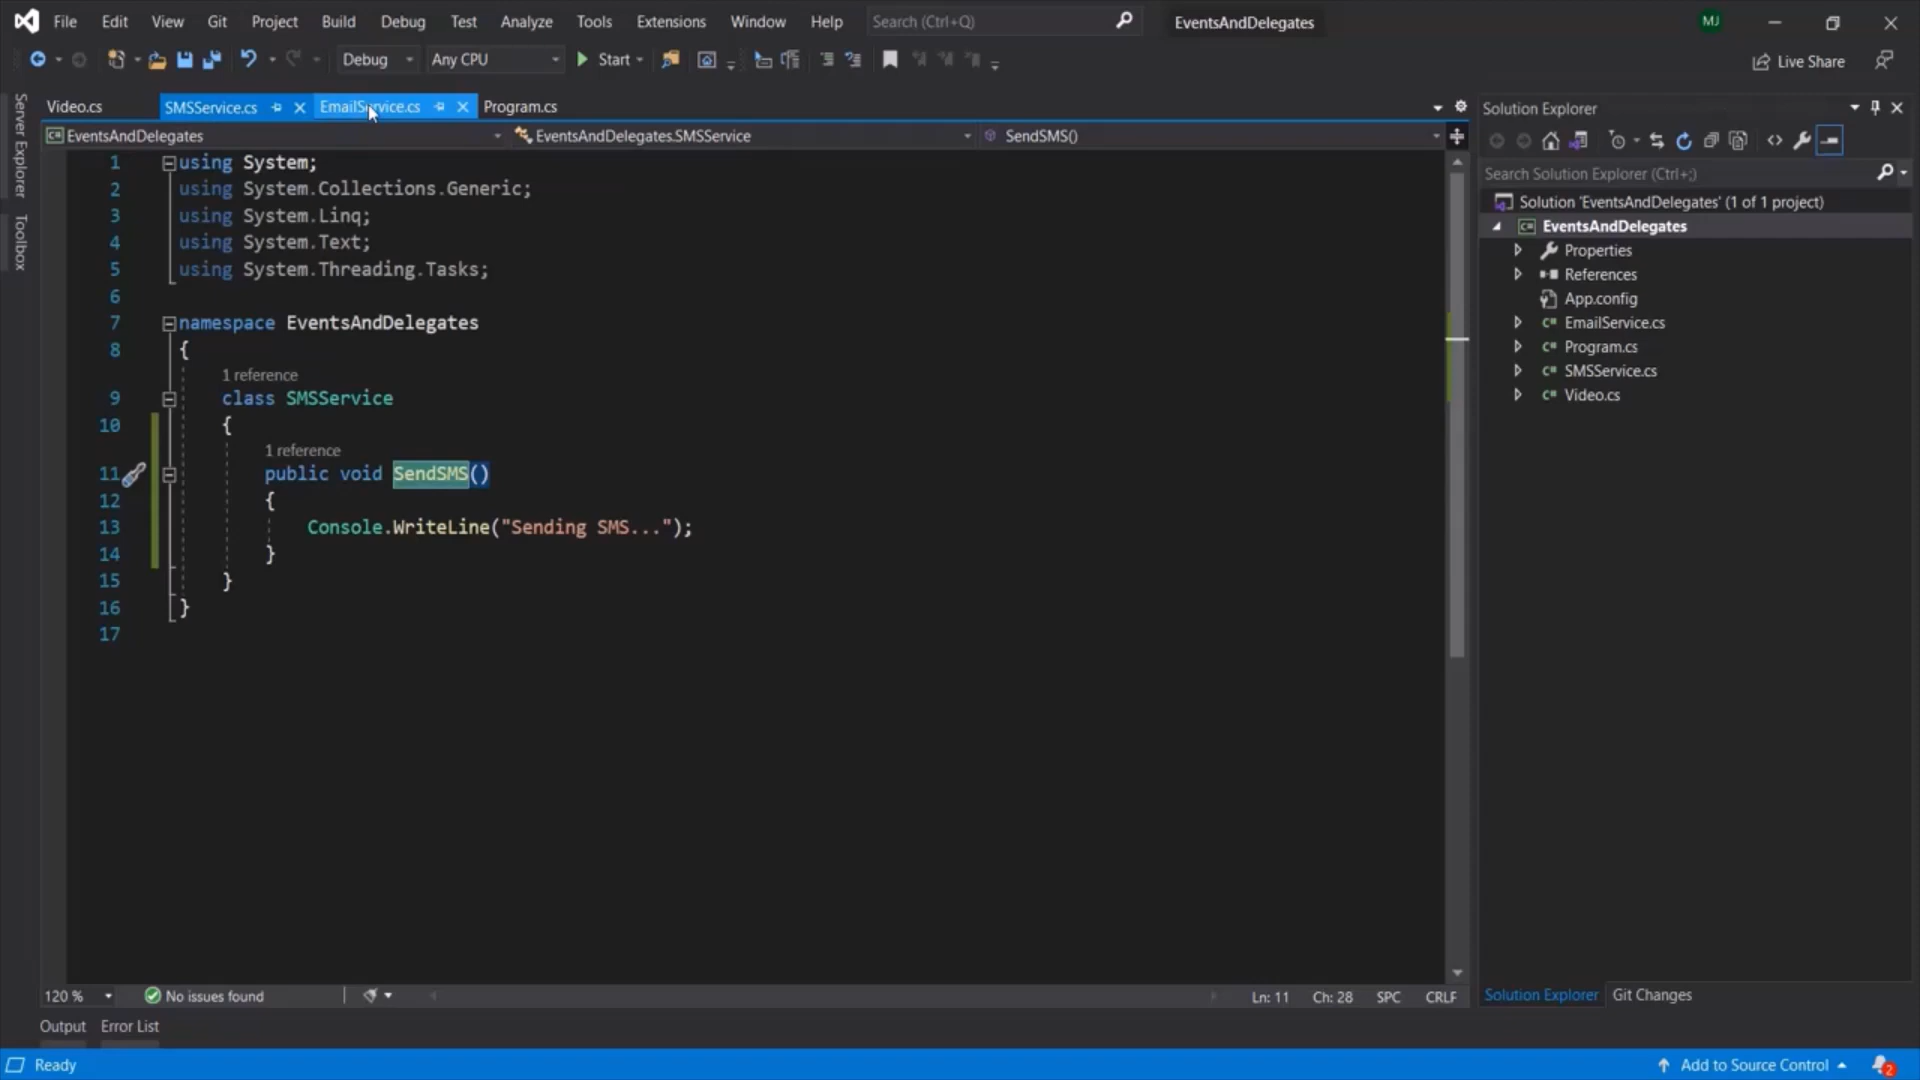 File Edit View Git Project Build Debug Test Analyze Tools Extensions Window Help Search (Ctrl+Q) EventsAndDelegates MJ
Debug Any CPU Start Live Share
Server Explorer
Toolbox
Video.cs SMSService.cs EmailService.cs Program.cs
EventsAndDelegates EventsAndDelegates.SMSService SendSMS()
1 using System;
2 using System.Collections.Generic;
3 using System.Linq;
4 using System.Text;
5 using System.Threading.Tasks;
6
7 namespace EventsAndDelegates
8 {
1 reference
9 class SMSService
10 {
1 reference
11 public void SendSMS()
12 {
13 Console.WriteLine("Sending SMS...");
14 }
15 }
16 }
17
120 % No issues found Ln: 11 Ch: 28 SPC CRLF
Solution Explorer
Search Solution Explorer (Ctrl+;)
Solution 'EventsAndDelegates' (1 of 1 project)
C# EventsAndDelegates
Properties
References
App.config
C# EmailService.cs
C# Program.cs
C# SMSService.cs
C# Video.cs
Solution Explorer Git Changes
Output Error List
Ready Add to Source Control 2